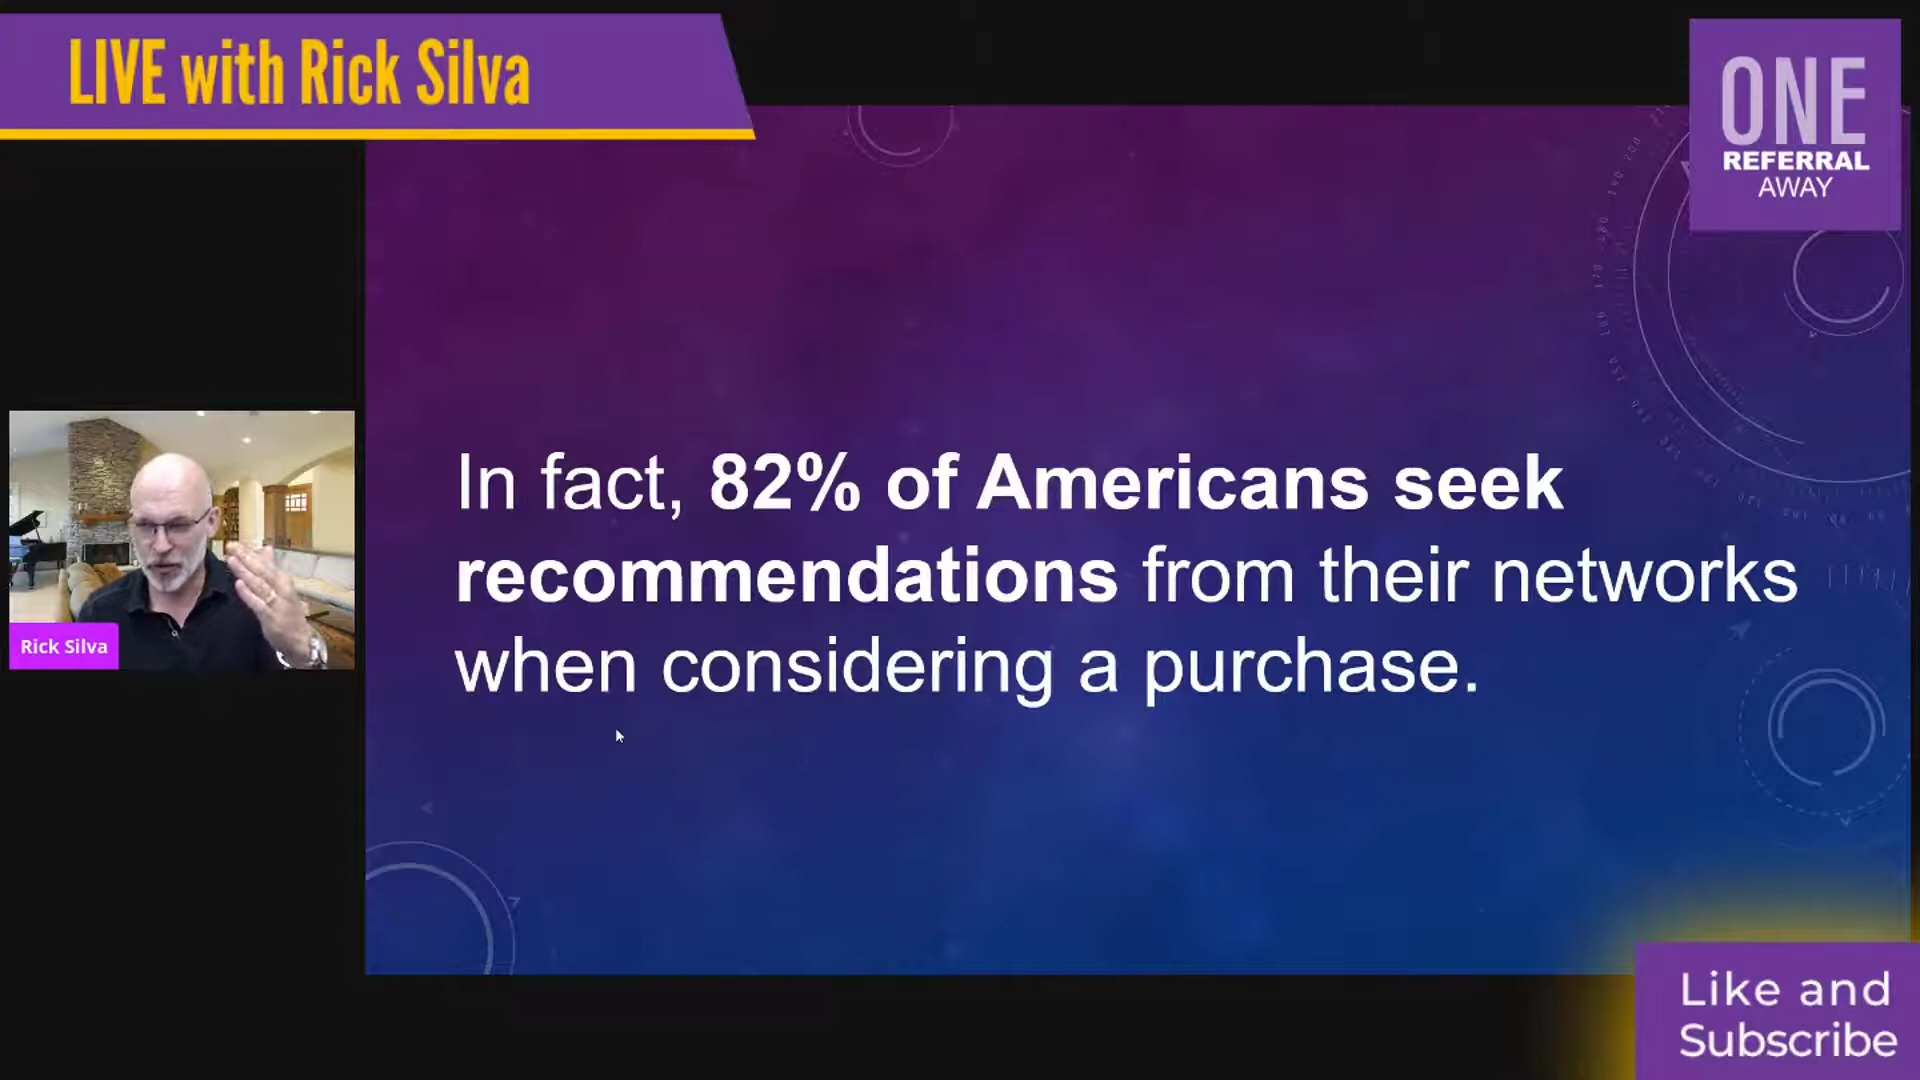 LIVE with Rick Silva
ONE
REFERRAL
AWAY
In fact, 82% of Americans seek
recommendations from their networks
when considering a purchase.
Rick Silva
Like and
Subscribe